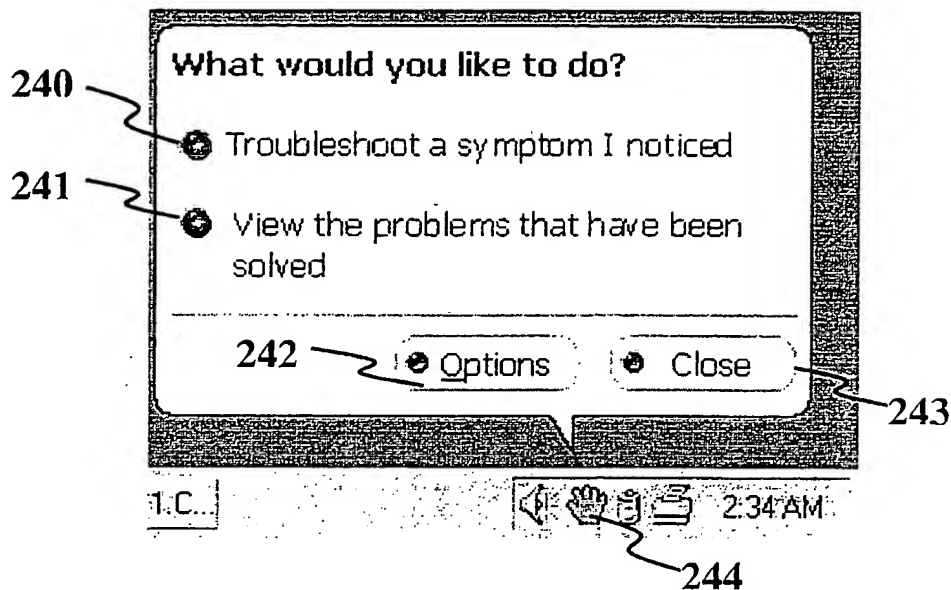 What would you like to do?
240
Troubleshoot a symptom I noticed
241
View the problems that have been
solved
242
Options
Close
243
1.C...
2:34 AM
244